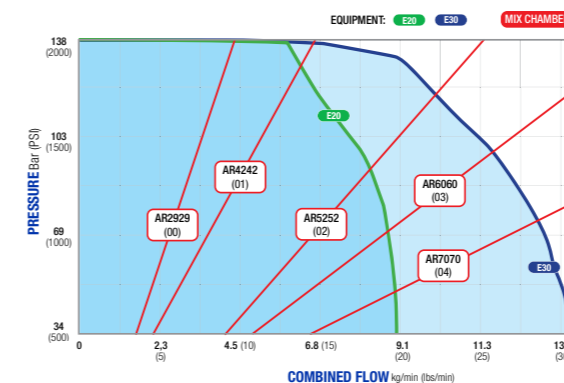 EQUIPMENT: E20 E30 MIX CHAMBE
138
(2000)
E20
103
(1500)
AR4242
(01)
AR6060
(03)
AR2929
(00)
AR5252
(02)
69
(1000)
AR7070
(04)
E30
34
(500)
PRESSURE Bar (PSI)
0 2,3 4.5 (10) 6.8 (15) 9.1 11.3 13
(5) (20) (25) (3
COMBINED FLOW kg/min (lbs/min)